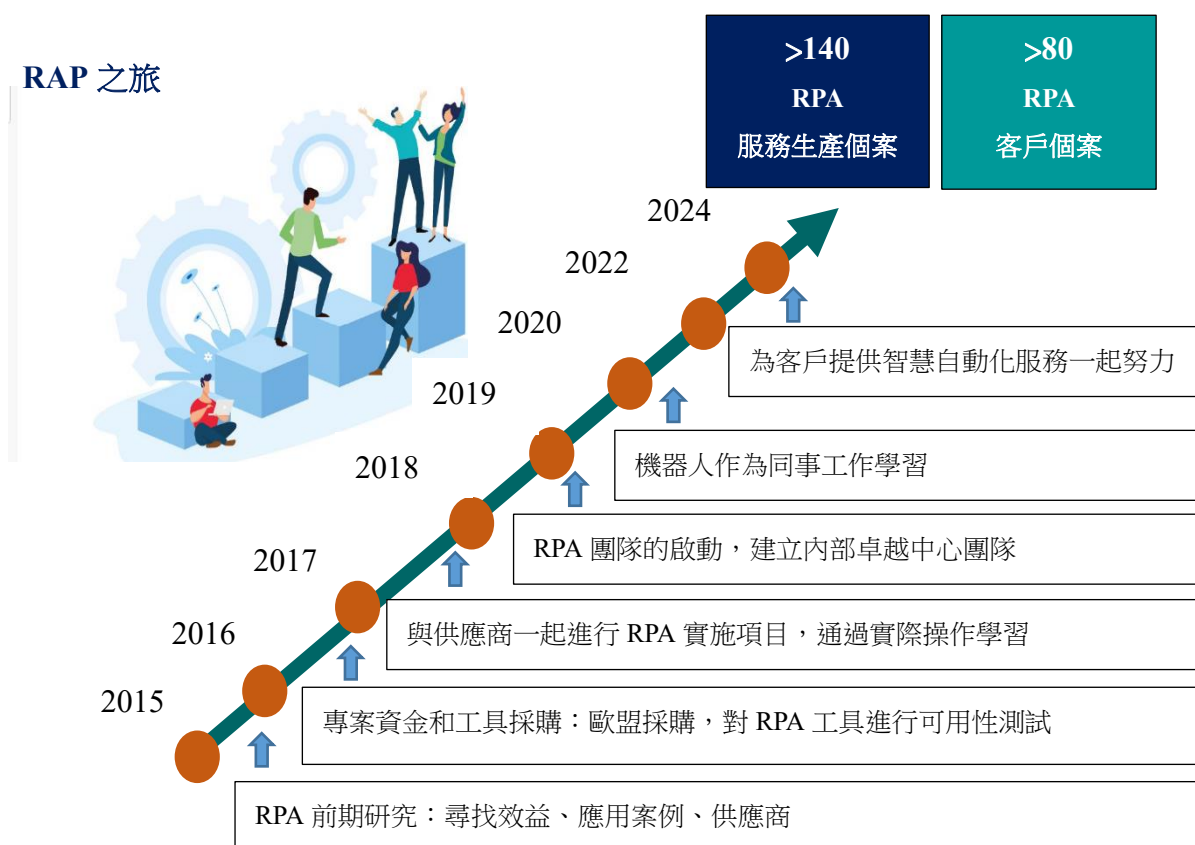 RAP 之旅
>140
RPA
服務生產個案
>80
RPA
客戶個案
2024
2022
2020
2019
2018
2017
2016
2015
為客戶提供智慧自動化服務一起努力
機器人作為同事工作學習
RPA 團隊的啟動，建立內部卓越中心團隊
與供應商一起進行 RPA 實施項目，通過實際操作學習
專案資金和工具採購：歐盟採購，對 RPA 工具進行可用性測試
RPA 前期研究：尋找效益、應用案例、供應商